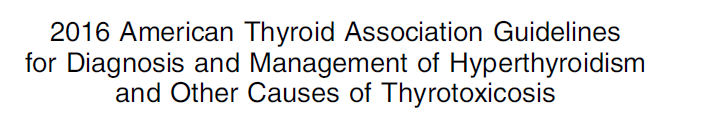 2016 American Thyroid Association Guidelines
for Diagnosis and Management of Hyperthyroidism
and Other Causes of Thyrotoxicosis